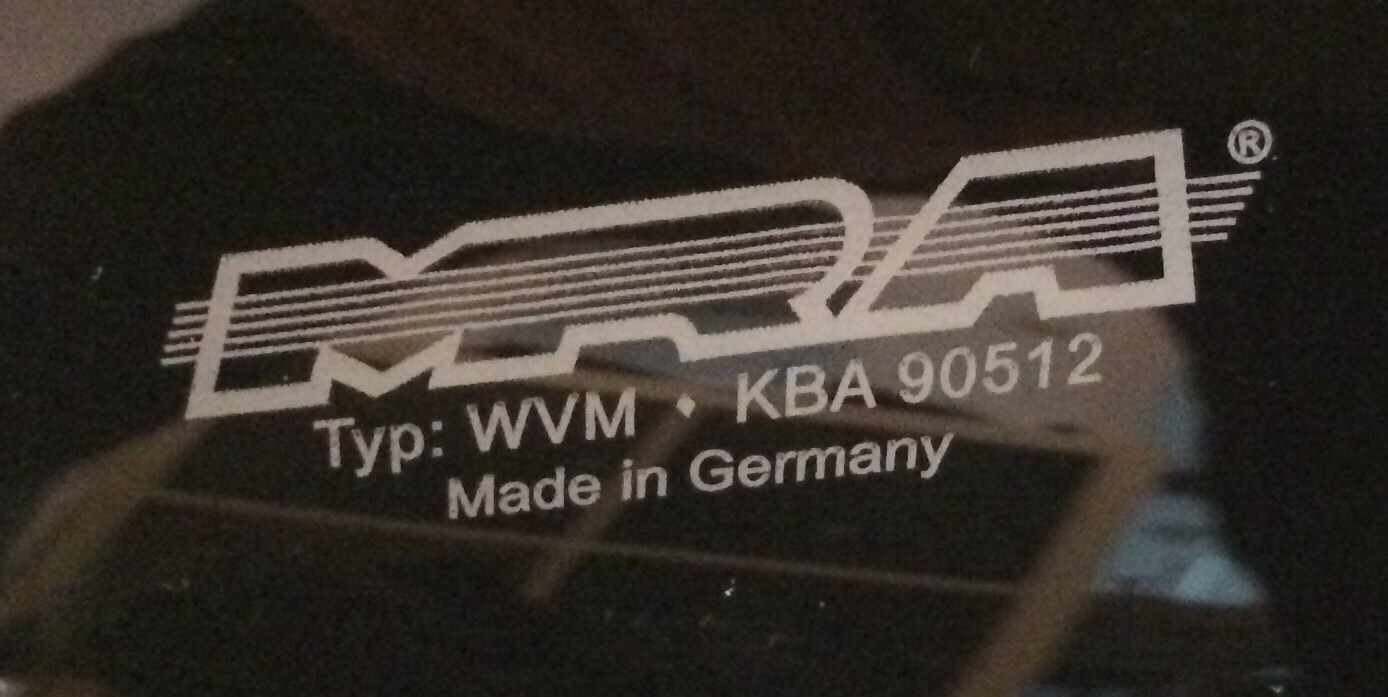 MRA®
Typ: WVM ♦ KBA 90512
Made in Germany